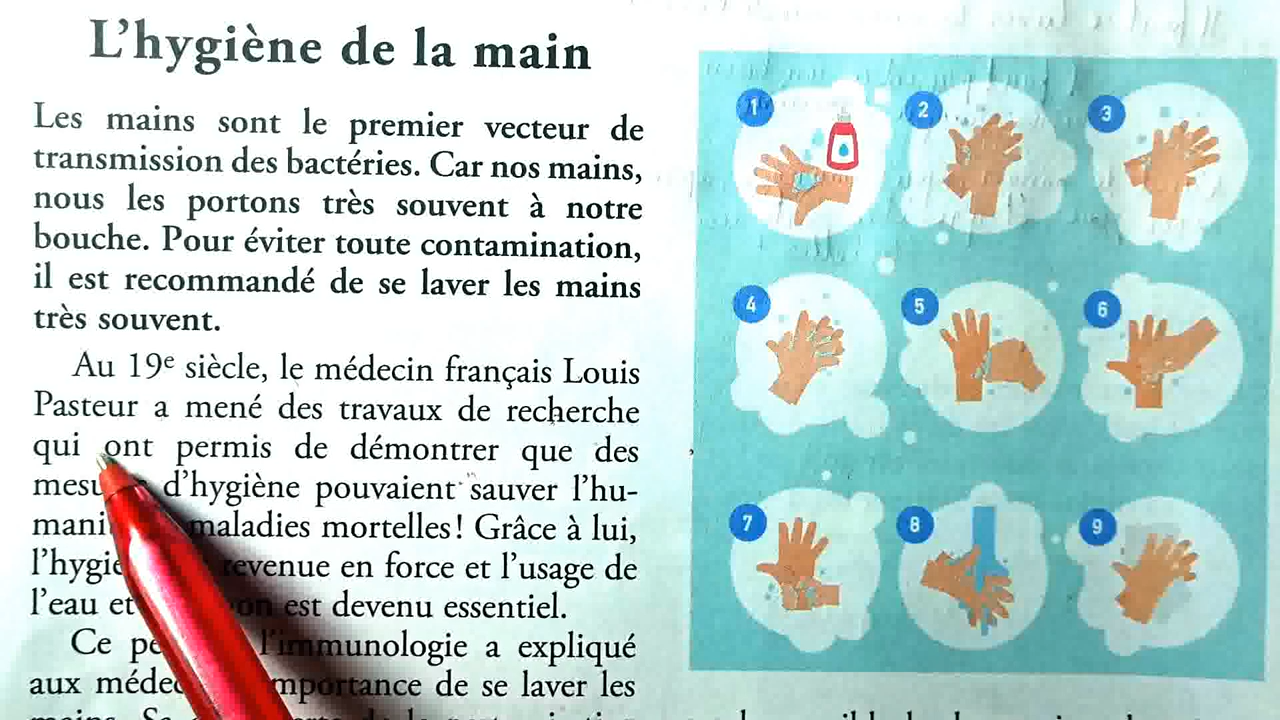 L'hygiène de la main
Les mains sont le premier vecteur de
transmission des bactéries. Car nos mains,
nous les portons très souvent à notre
bouche. Pour éviter toute contamination,
il est recommandé de se laver les mains
très souvent.
Au 19e siècle, le médecin français Louis
Pasteur a mené des travaux de recherche
qui ont permis de démontrer que des
d'hygiène pouvaient sauver l'hu-
maladies mortelles! Grâce à lui,
revenue en force et l'usage de
l'eau et est devenu essentiel.
Ce l'immunologie a expliqué
aux de se laver les
1
2
3
4
5
6
7
8
9